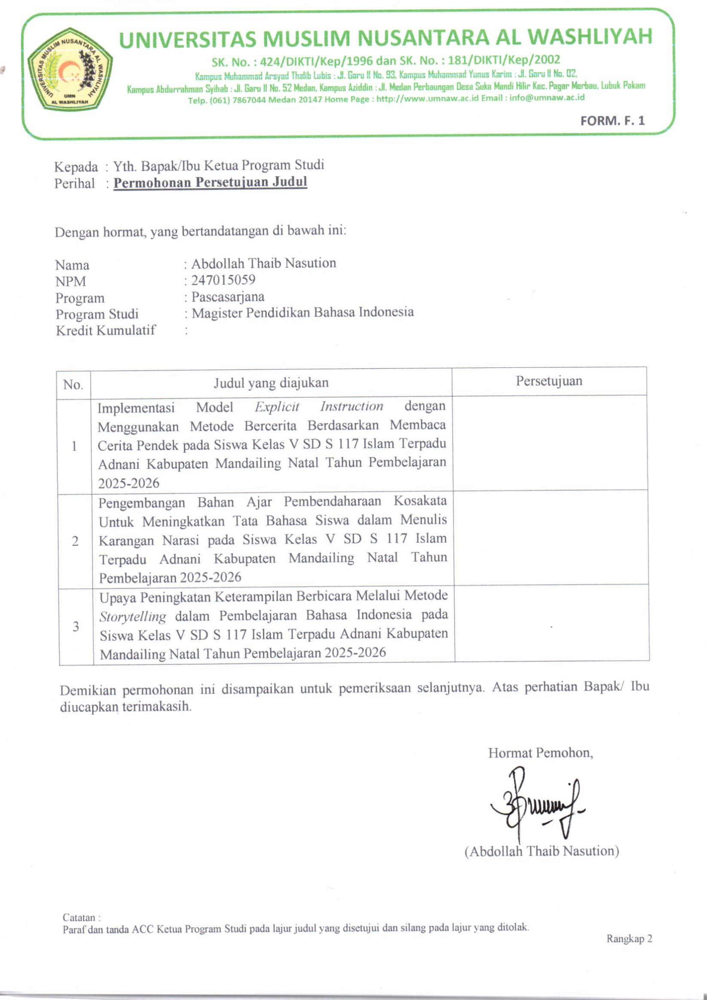 UNIVERSITAS MUSLIM NUSANTARA AL WASHLIYAH
UMN
AL WASHLIYAH
UNIVERSITAS MUSLIM NUSANTARA AL WASHLIYAH
SK. No. : 424/DIKTI/Kep/1996 dan SK. No. : 181/DIKTI/Kep/2002
Kampus Muhammad Arsyad Thalib Lubis : Jl. Garu II No. 93, Kampus Muhammad Yunus Karim : Jl. Garu II No. 02,
Kampus Abdurrahman Syihab : Jl. Garu II No. 52 Medan, Kampus Aziddin : Jl. Medan Perbaungan Desa Suka Mandi Hilir Kec. Pagar Merbau, Lubuk Pakam
Telp. (061) 7867044 Medan 20147 Home Page : http://www.umnaw.ac.id Email : info@umnaw.ac.id
FORM. F. 1
Kepada : Yth. Bapak/Ibu Ketua Program Studi
Perihal : Permohonan Persetujuan Judul
Dengan hormat, yang bertandatangan di bawah ini:
Nama : Abdollah Thaib Nasution
NPM : 247015059
Program : Pascasarjana
Program Studi : Magister Pendidikan Bahasa Indonesia
Kredit Kumulatif :
No. Judul yang diajukan Persetujuan
1
Implementasi Model Explicit Instruction dengan
Menggunakan Metode Bercerita Berdasarkan Membaca
Cerita Pendek pada Siswa Kelas V SD S 117 Islam Terpadu
Adnani Kabupaten Mandailing Natal Tahun Pembelajaran
2025-2026
2
Pengembangan Bahan Ajar Pembendaharaan Kosakata
Untuk Meningkatkan Tata Bahasa Siswa dalam Menulis
Karangan Narasi pada Siswa Kelas V SD S 117 Islam
Terpadu Adnani Kabupaten Mandailing Natal Tahun
Pembelajaran 2025-2026
3
Upaya Peningkatan Keterampilan Berbicara Melalui Metode
Storytelling dalam Pembelajaran Bahasa Indonesia pada
Siswa Kelas V SD S 117 Islam Terpadu Adnani Kabupaten
Mandailing Natal Tahun Pembelajaran 2025-2026
Demikian permohonan ini disampaikan untuk pemeriksaan selanjutnya. Atas perhatian Bapak/ Ibu
diucapkan terimakasih.
Hormat Pemohon,
(Abdollah Thaib Nasution)
Catatan :
Paraf dan tanda ACC Ketua Program Studi pada lajur judul yang disetujui dan silang pada lajur yang ditolak.
Rangkap 2